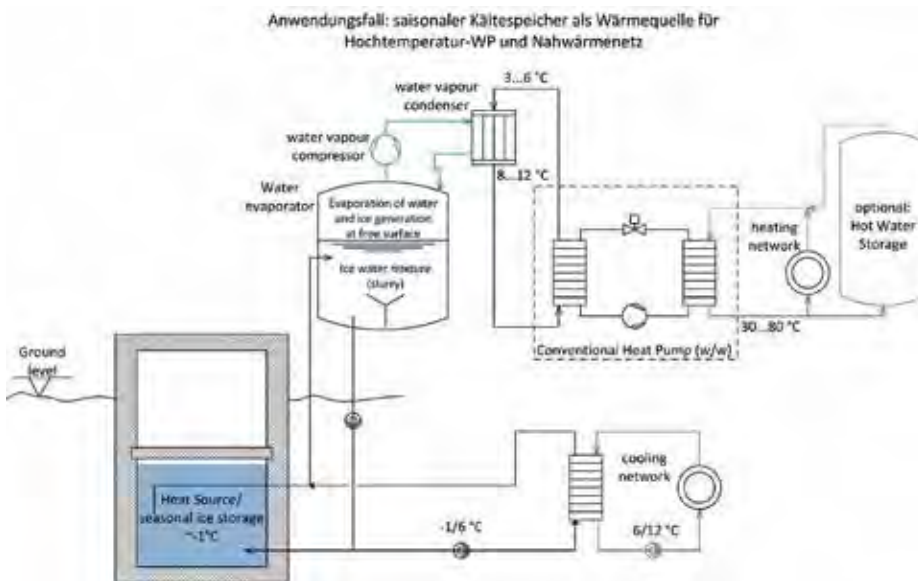 Anwendungsfall: saisonaler Kältespeicher als Wärmequelle für
Hochtemperatur-WP und Nahwärmenetz
water vapour
condenser
3...6 °C
water vapour
compressor
8...12 °C
Water
evaporator
Evaporation of water
and ice generation
at free surface
Ice water mixture
(slurry)
heating
network
optional:
Hot Water
Storage
30...80 °C
Conventional Heat Pump (w/w)
Ground
level
Heat Source/
seasonal ice storage
~-1°C
-1/6 °C
cooling
network
6/12 °C